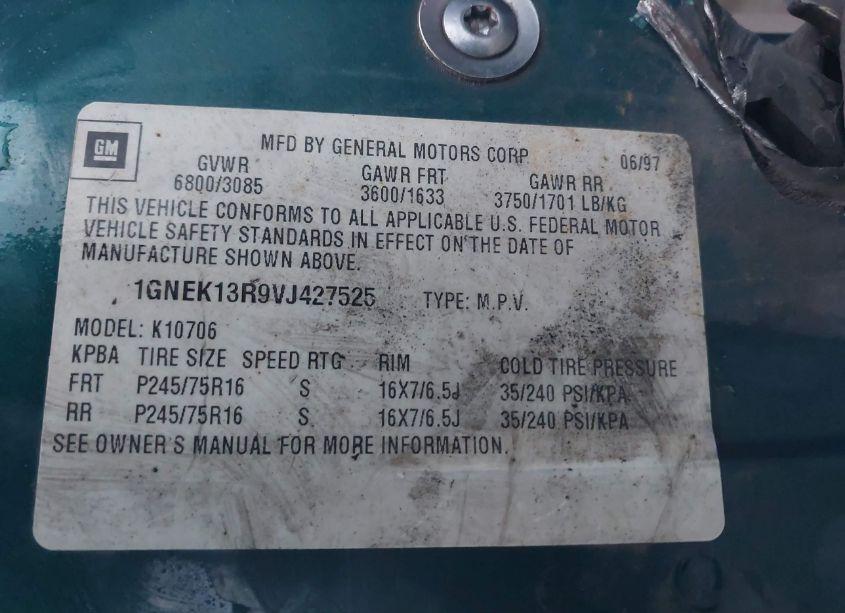 GM
MFD BY GENERAL MOTORS CORP 06/97
GVWR GAWR FRT GAWR RR
6800/3085 3600/1633 3750/1701 LB/KG
THIS VEHICLE CONFORMS TO ALL APPLICABLE U.S. FEDERAL MOTOR
VEHICLE SAFETY STANDARDS IN EFFECT ON THE DATE OF
MANUFACTURE SHOWN ABOVE.
1GNEK13R9VJ427525 TYPE: M.P.V.
MODEL: K10706
KPBA TIRE SIZE SPEED RTG RIM COLD TIRE PRESSURE
FRT P245/75R16 S 16X7/6.5J 35/240 PSI/KPA
RR P245/75R16 S 16X7/6.5J 35/240 PSI/KPA
SEE OWNER'S MANUAL FOR MORE INFORMATION.